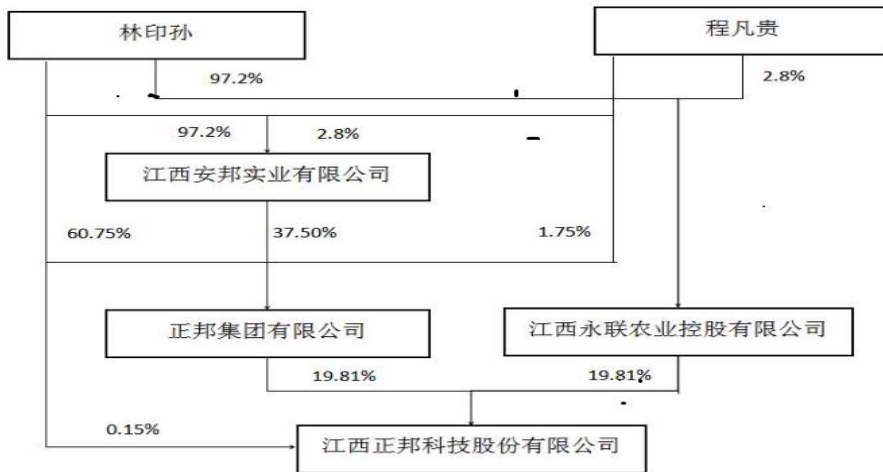 林印孙
程凡贵
97.2%
2.8%
97.2%
2.8%
江西安邦实业有限公司
60.75%
37.50%
1.75%
正邦集团有限公司
江西永联农业控股有限公司
19.81%
19.81%
0.15%
江西正邦科技股份有限公司